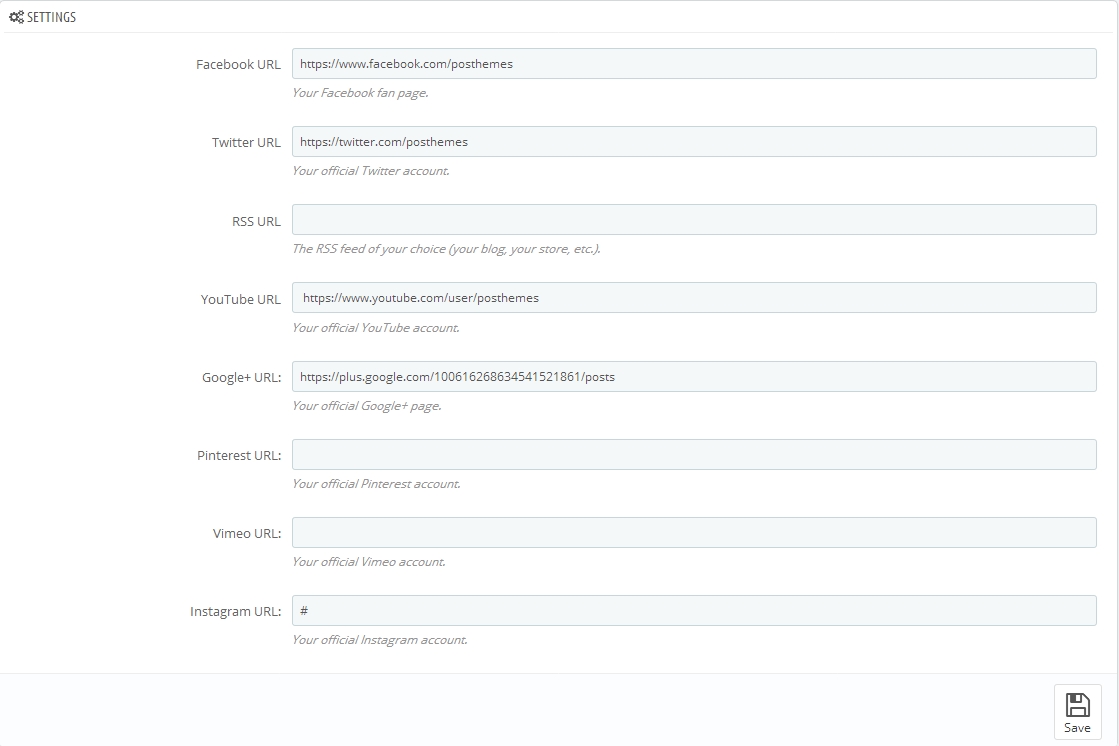 SETTINGS
Facebook URL https://www.facebook.com/posthemes
Your Facebook fan page.
Twitter URL https://twitter.com/posthemes
Your official Twitter account.
RSS URL
The RSS feed of your choice (your blog, your store, etc.).
YouTube URL https://www.youtube.com/user/posthemes
Your official YouTube account.
Google+ URL: https://plus.google.com/100616268634541521861/posts
Your official Google+ page.
Pinterest URL:
Your official Pinterest account.
Vimeo URL:
Your official Vimeo account.
Instagram URL: #
Your official Instagram account.
Save